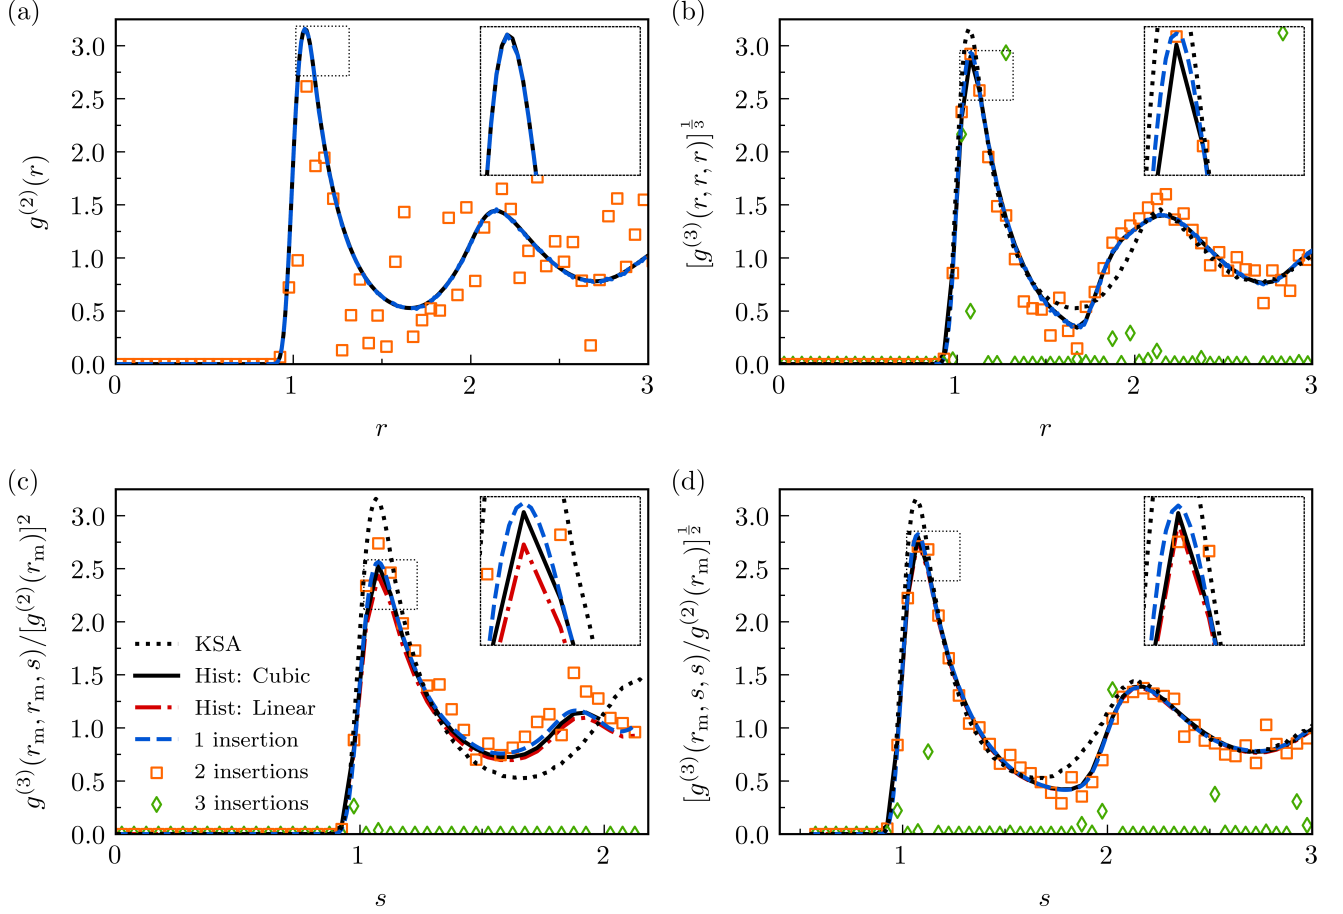 (a)
3.0
2.5
2.0
1.5
1.0
0.5
0.0
0
1
2
3
r
g^{(2)}(r)
(b)
3.0
2.5
2.0
1.5
1.0
0.5
0.0
0
1
2
3
r
[g^{(3)}(r, r, r)]^{\frac{1}{3}}
(c)
3.0
2.5
2.0
1.5
1.0
0.5
0.0
0
1
2
s
g^{(3)}(r_m, r_m, s)/[g^{(2)}(r_m)]^2
KSA
Hist: Cubic
Hist: Linear
1 insertion
2 insertions
3 insertions
(d)
3.0
2.5
2.0
1.5
1.0
0.5
0.0
1
2
3
s
[g^{(3)}(r_m, s, s)/g^{(2)}(r_m)]^{\frac{1}{2}}